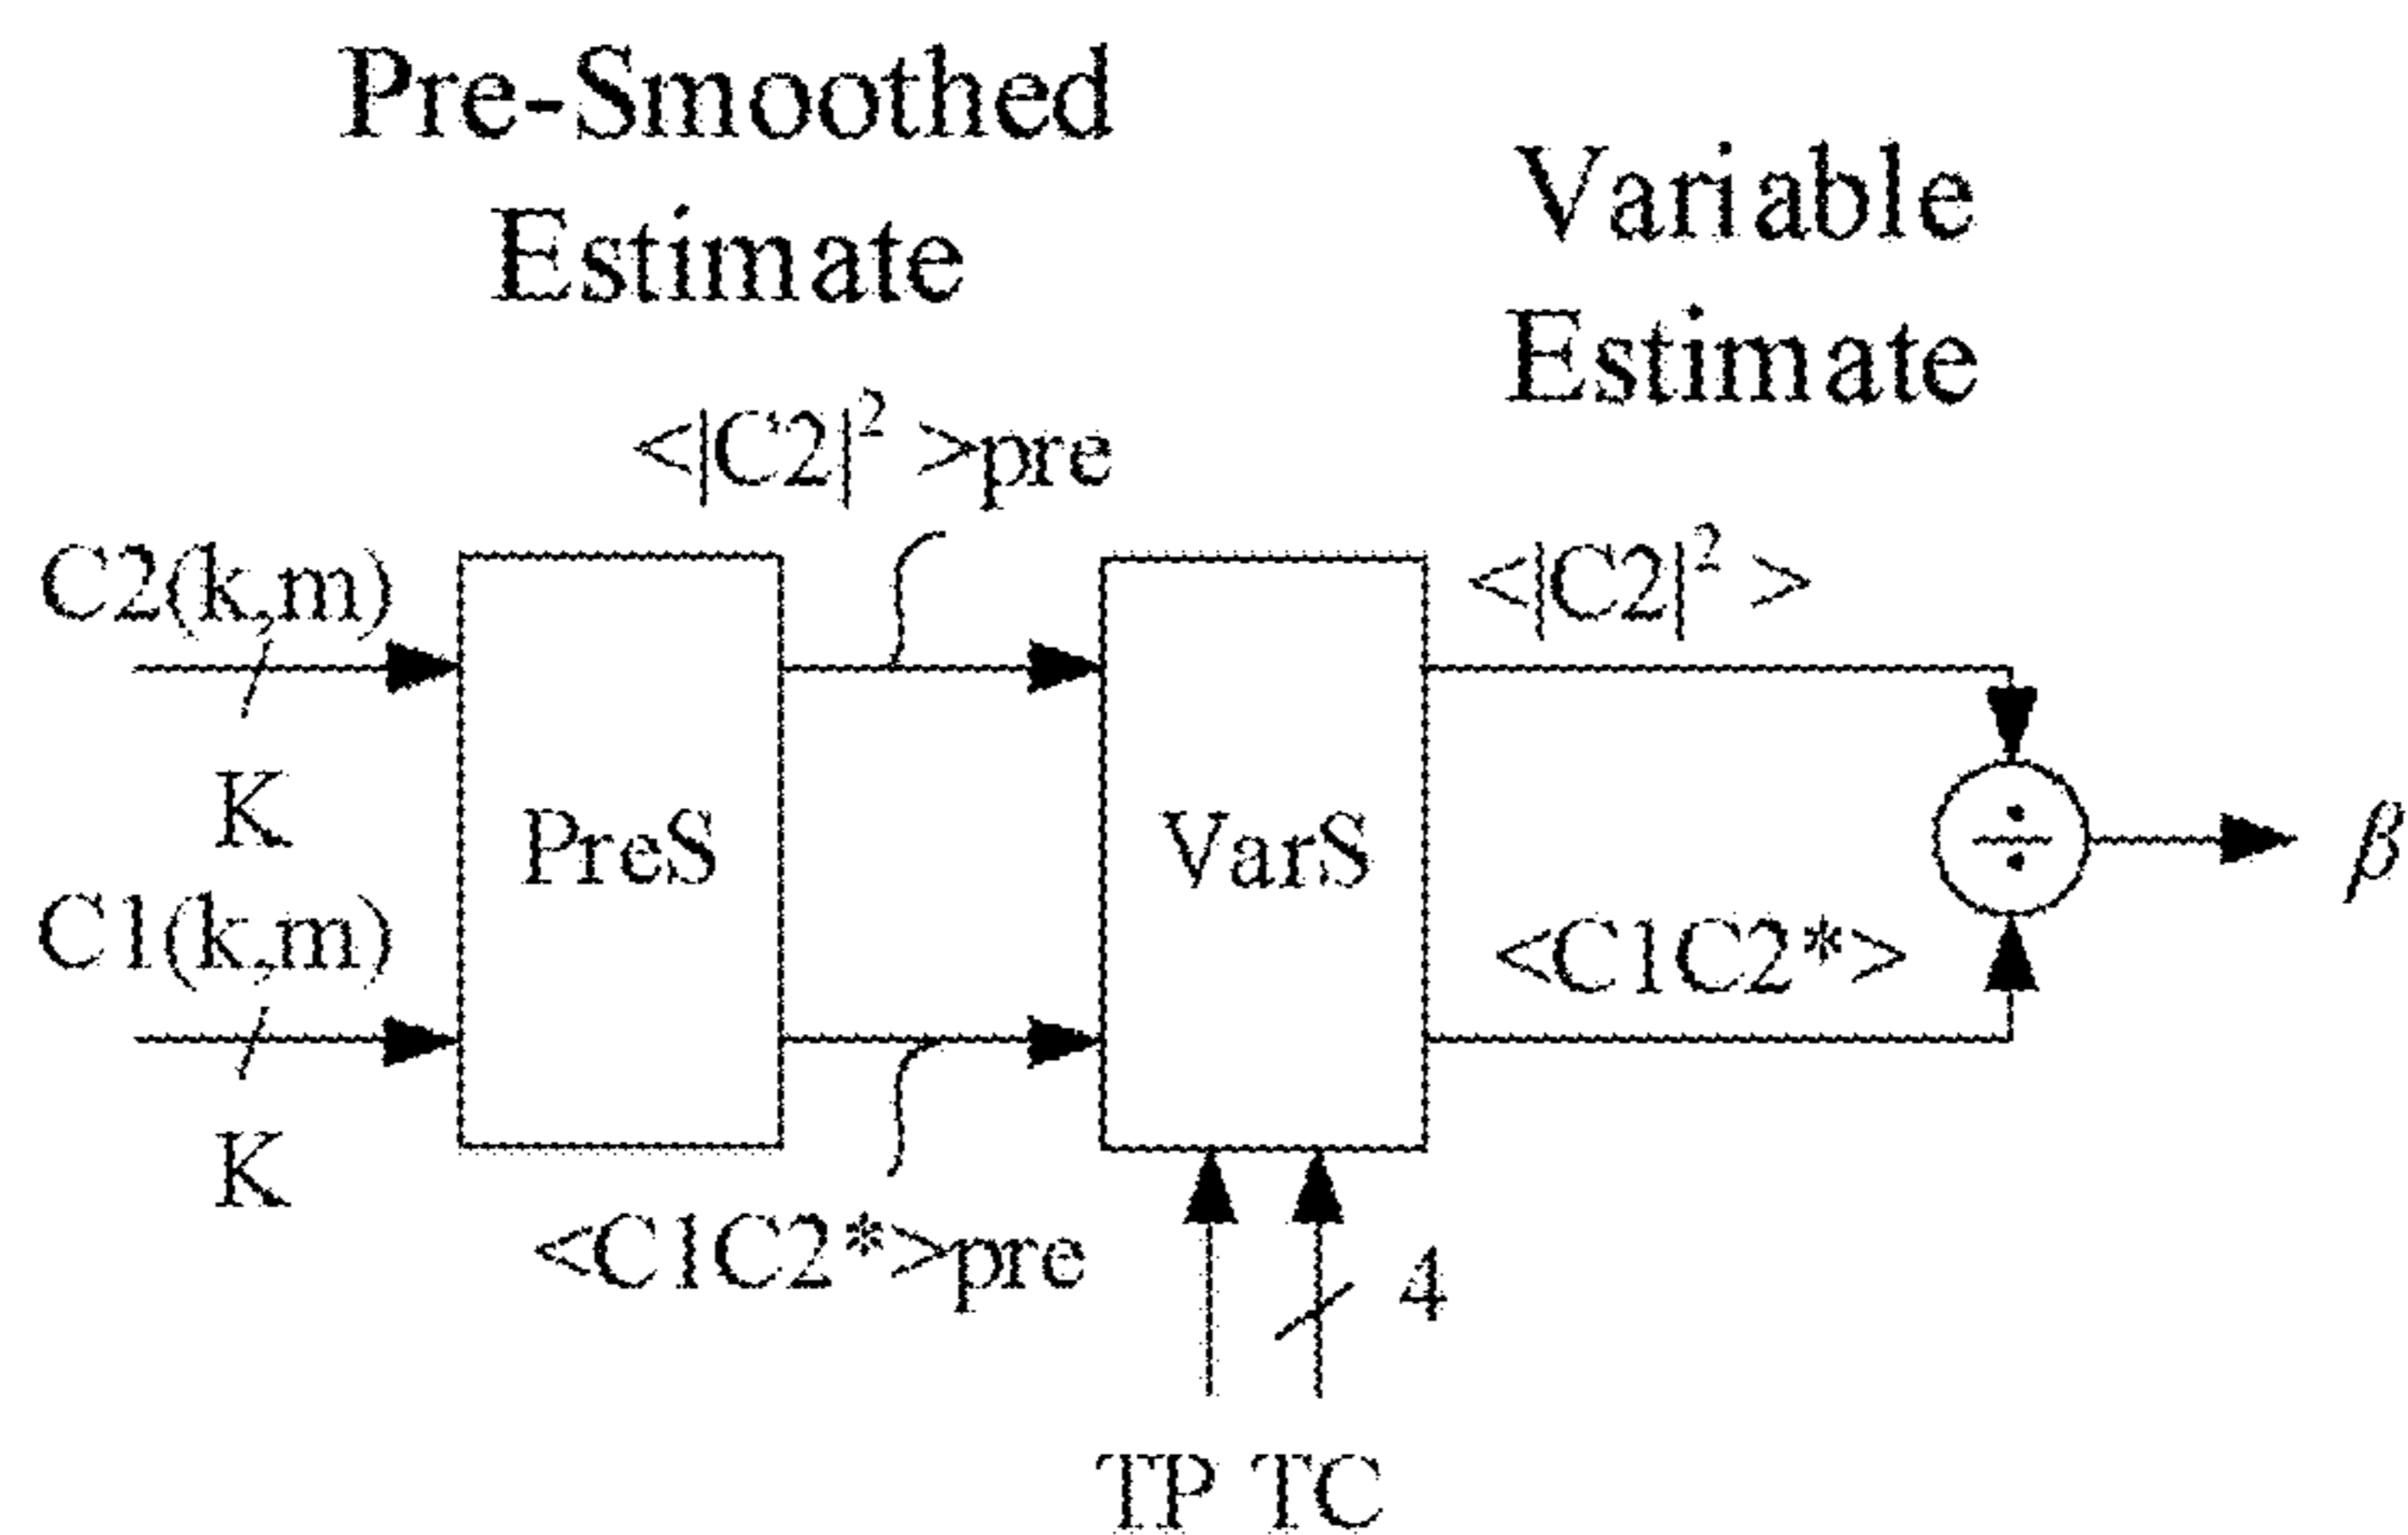 Pre-Smoothed
Estimate
Variable
Estimate
<|C2|² >pre
<|C2|² >
C2(k,m)
K
PreS
VarS
÷
β
C1(k,m)
<C1C2*>
K
<C1C2*>pre
4
TP TC